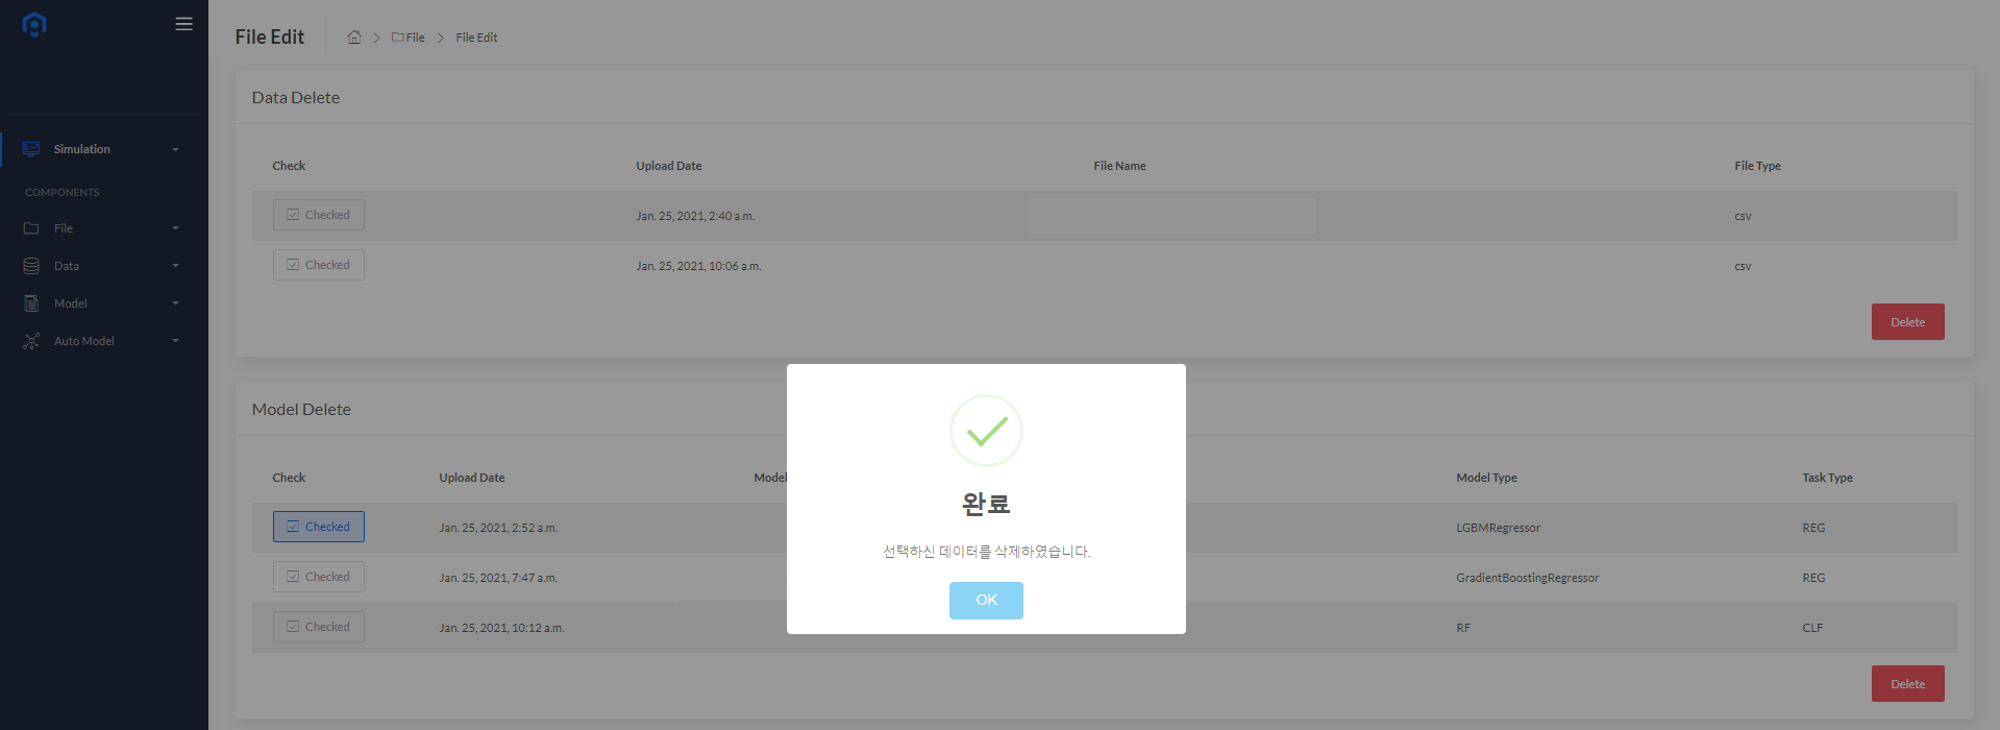 File Edit
File
File Edit
Simulation
COMPONENTS
File
Data
Model
Auto Model
Data Delete
Check Upload Date File Name File Type
Checked Jan. 25, 2021, 2:40 a.m. csv
Checked Jan. 25, 2021, 10:06 a.m. csv
Delete
Model Delete
Check Upload Date Model Model Type Task Type
Checked Jan. 25, 2021, 2:52 a.m. LGBMRegressor REG
Checked Jan. 25, 2021, 7:47 a.m. GradientBoostingRegressor REG
Checked Jan. 25, 2021, 10:12 a.m. RF CLF
Delete
완료
선택하신 데이터를 삭제하였습니다.
OK